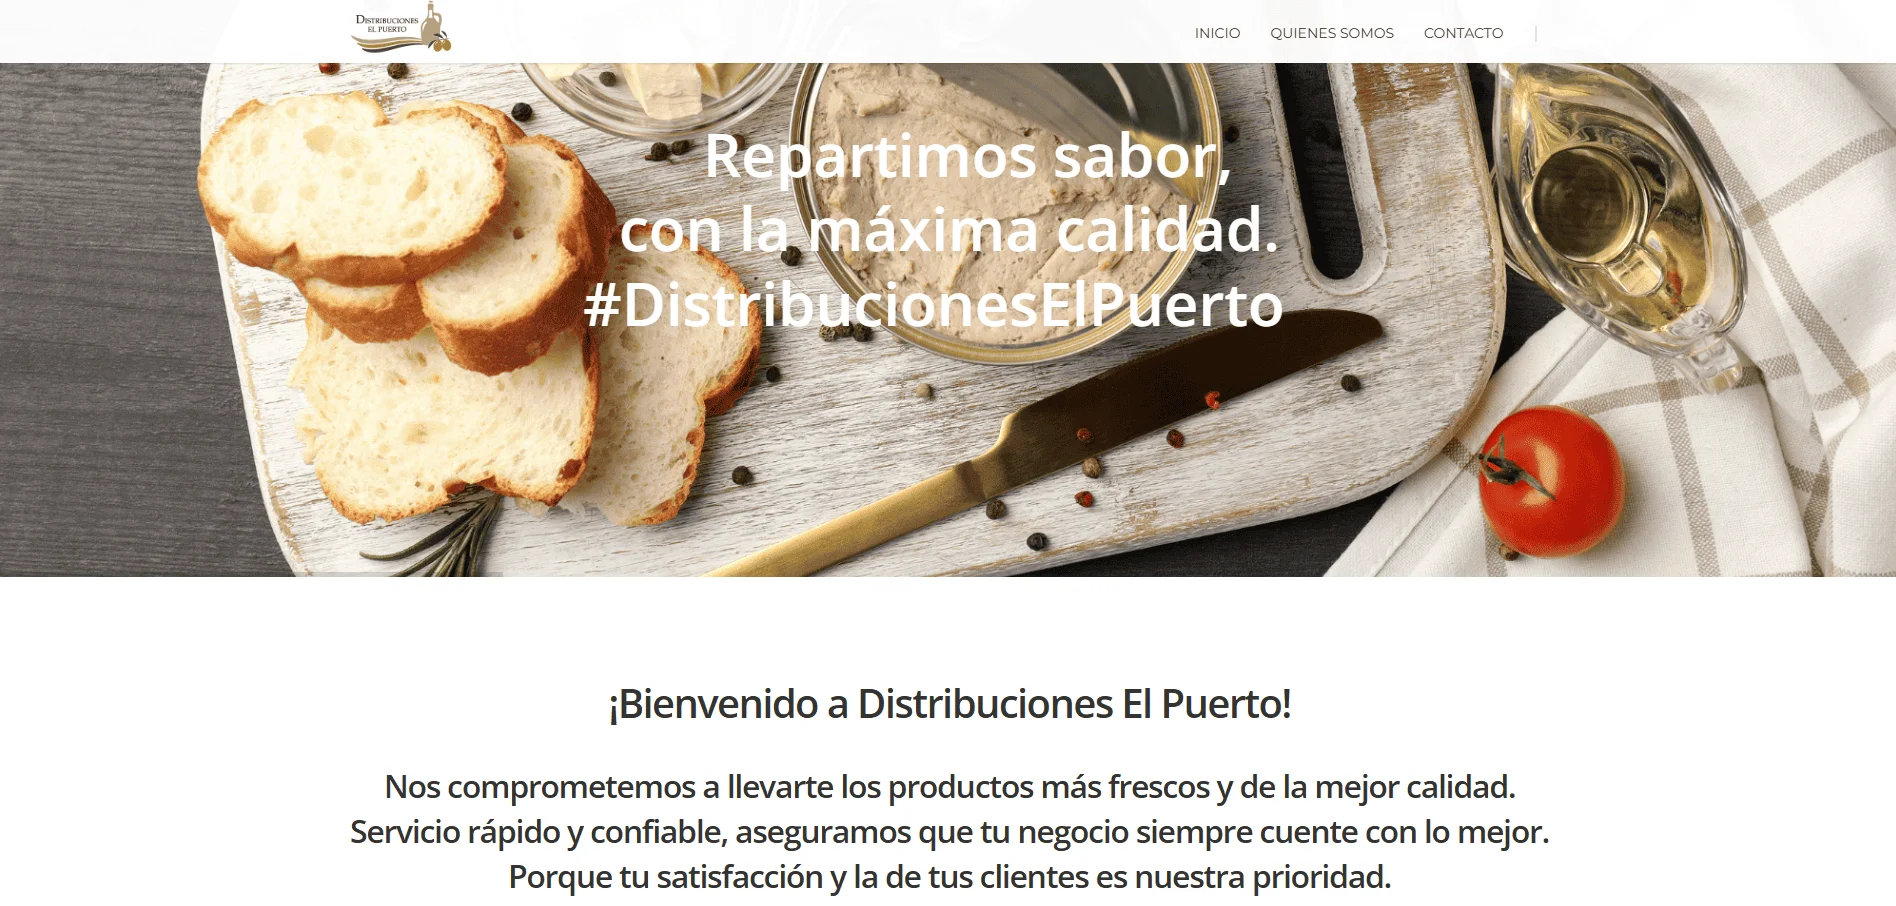 DISTRIBUCIONES
EL PUERTO
INICIO QUIENES SOMOS CONTACTO
Repartimos sabor,
con la máxima calidad.
#DistribucionesElPuerto
¡Bienvenido a Distribuciones El Puerto!
Nos comprometemos a llevarte los productos más frescos y de la mejor calidad.
Servicio rápido y confiable, aseguramos que tu negocio siempre cuente con lo mejor.
Porque tu satisfacción y la de tus clientes es nuestra prioridad.